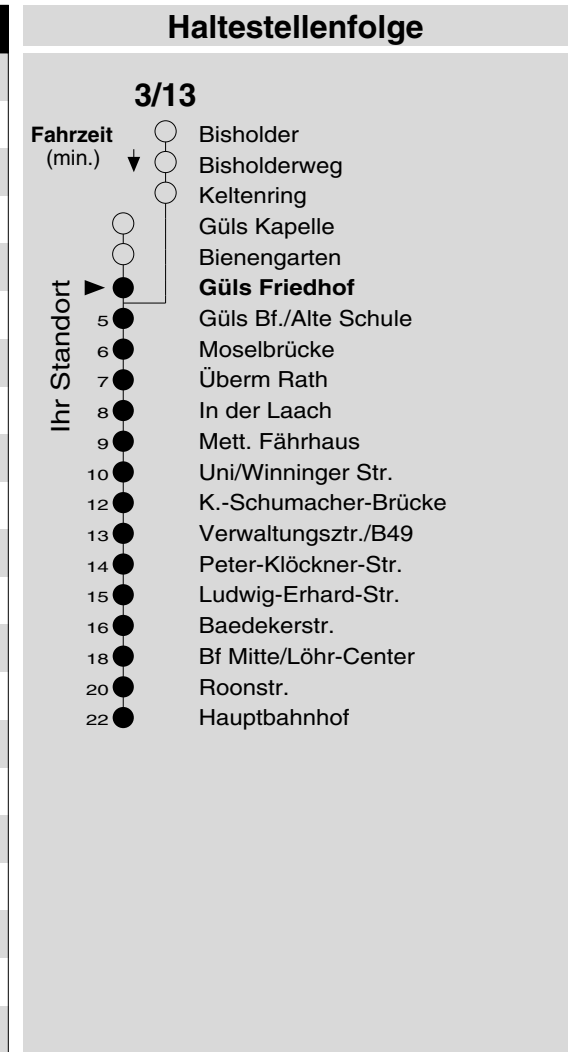 Haltestellenfolge
3/13
Fahrzeit
(min.)
Bisholder
Bisholderweg
Keltenring
Güls Kapelle
Bienengarten
Ihr Standort
Güls Friedhof
5 Güls Bf./Alte Schule
6 Moselbrücke
7 Überm Rath
8 In der Laach
9 Mett. Fährhaus
10 Uni/Winninger Str.
12 K.-Schumacher-Brücke
13 Verwaltungsztr./B49
14 Peter-Klöckner-Str.
15 Ludwig-Erhard-Str.
16 Baedekerstr.
18 Bf Mitte/Löhr-Center
20 Roonstr.
22 Hauptbahnhof